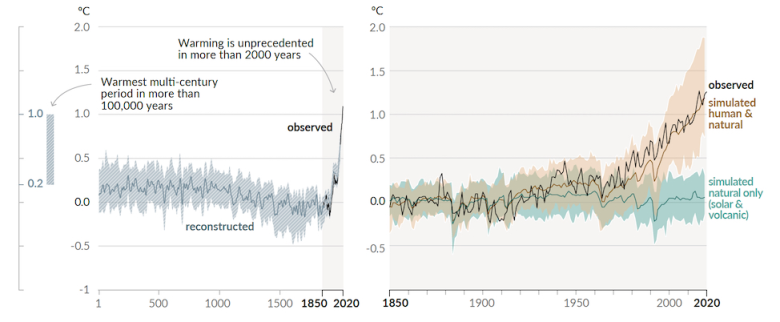 °C
2.0
1.5
1.0
0.5
0.0
-0.5
-1
1.0
0.2
Warming is unprecedented
in more than 2000 years
Warmest multi-century
period in more than
100,000 years
observed
reconstructed
1
500
1000
1500
1850
2020
°C
2.0
1.5
1.0
0.5
0.0
-0.5
observed
simulated
human &
natural
simulated
natural only
(solar &
volcanic)
1850
1900
1950
2000
2020